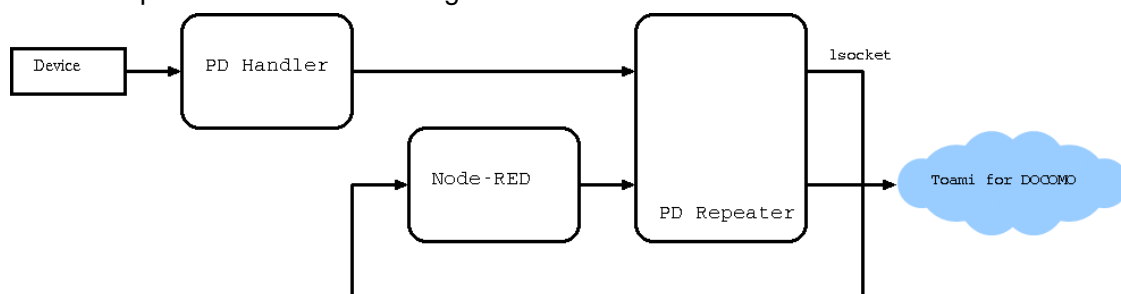 Device
PD Handler
lsocket
Node-RED
Toami for DOCOMO
PD Repeater